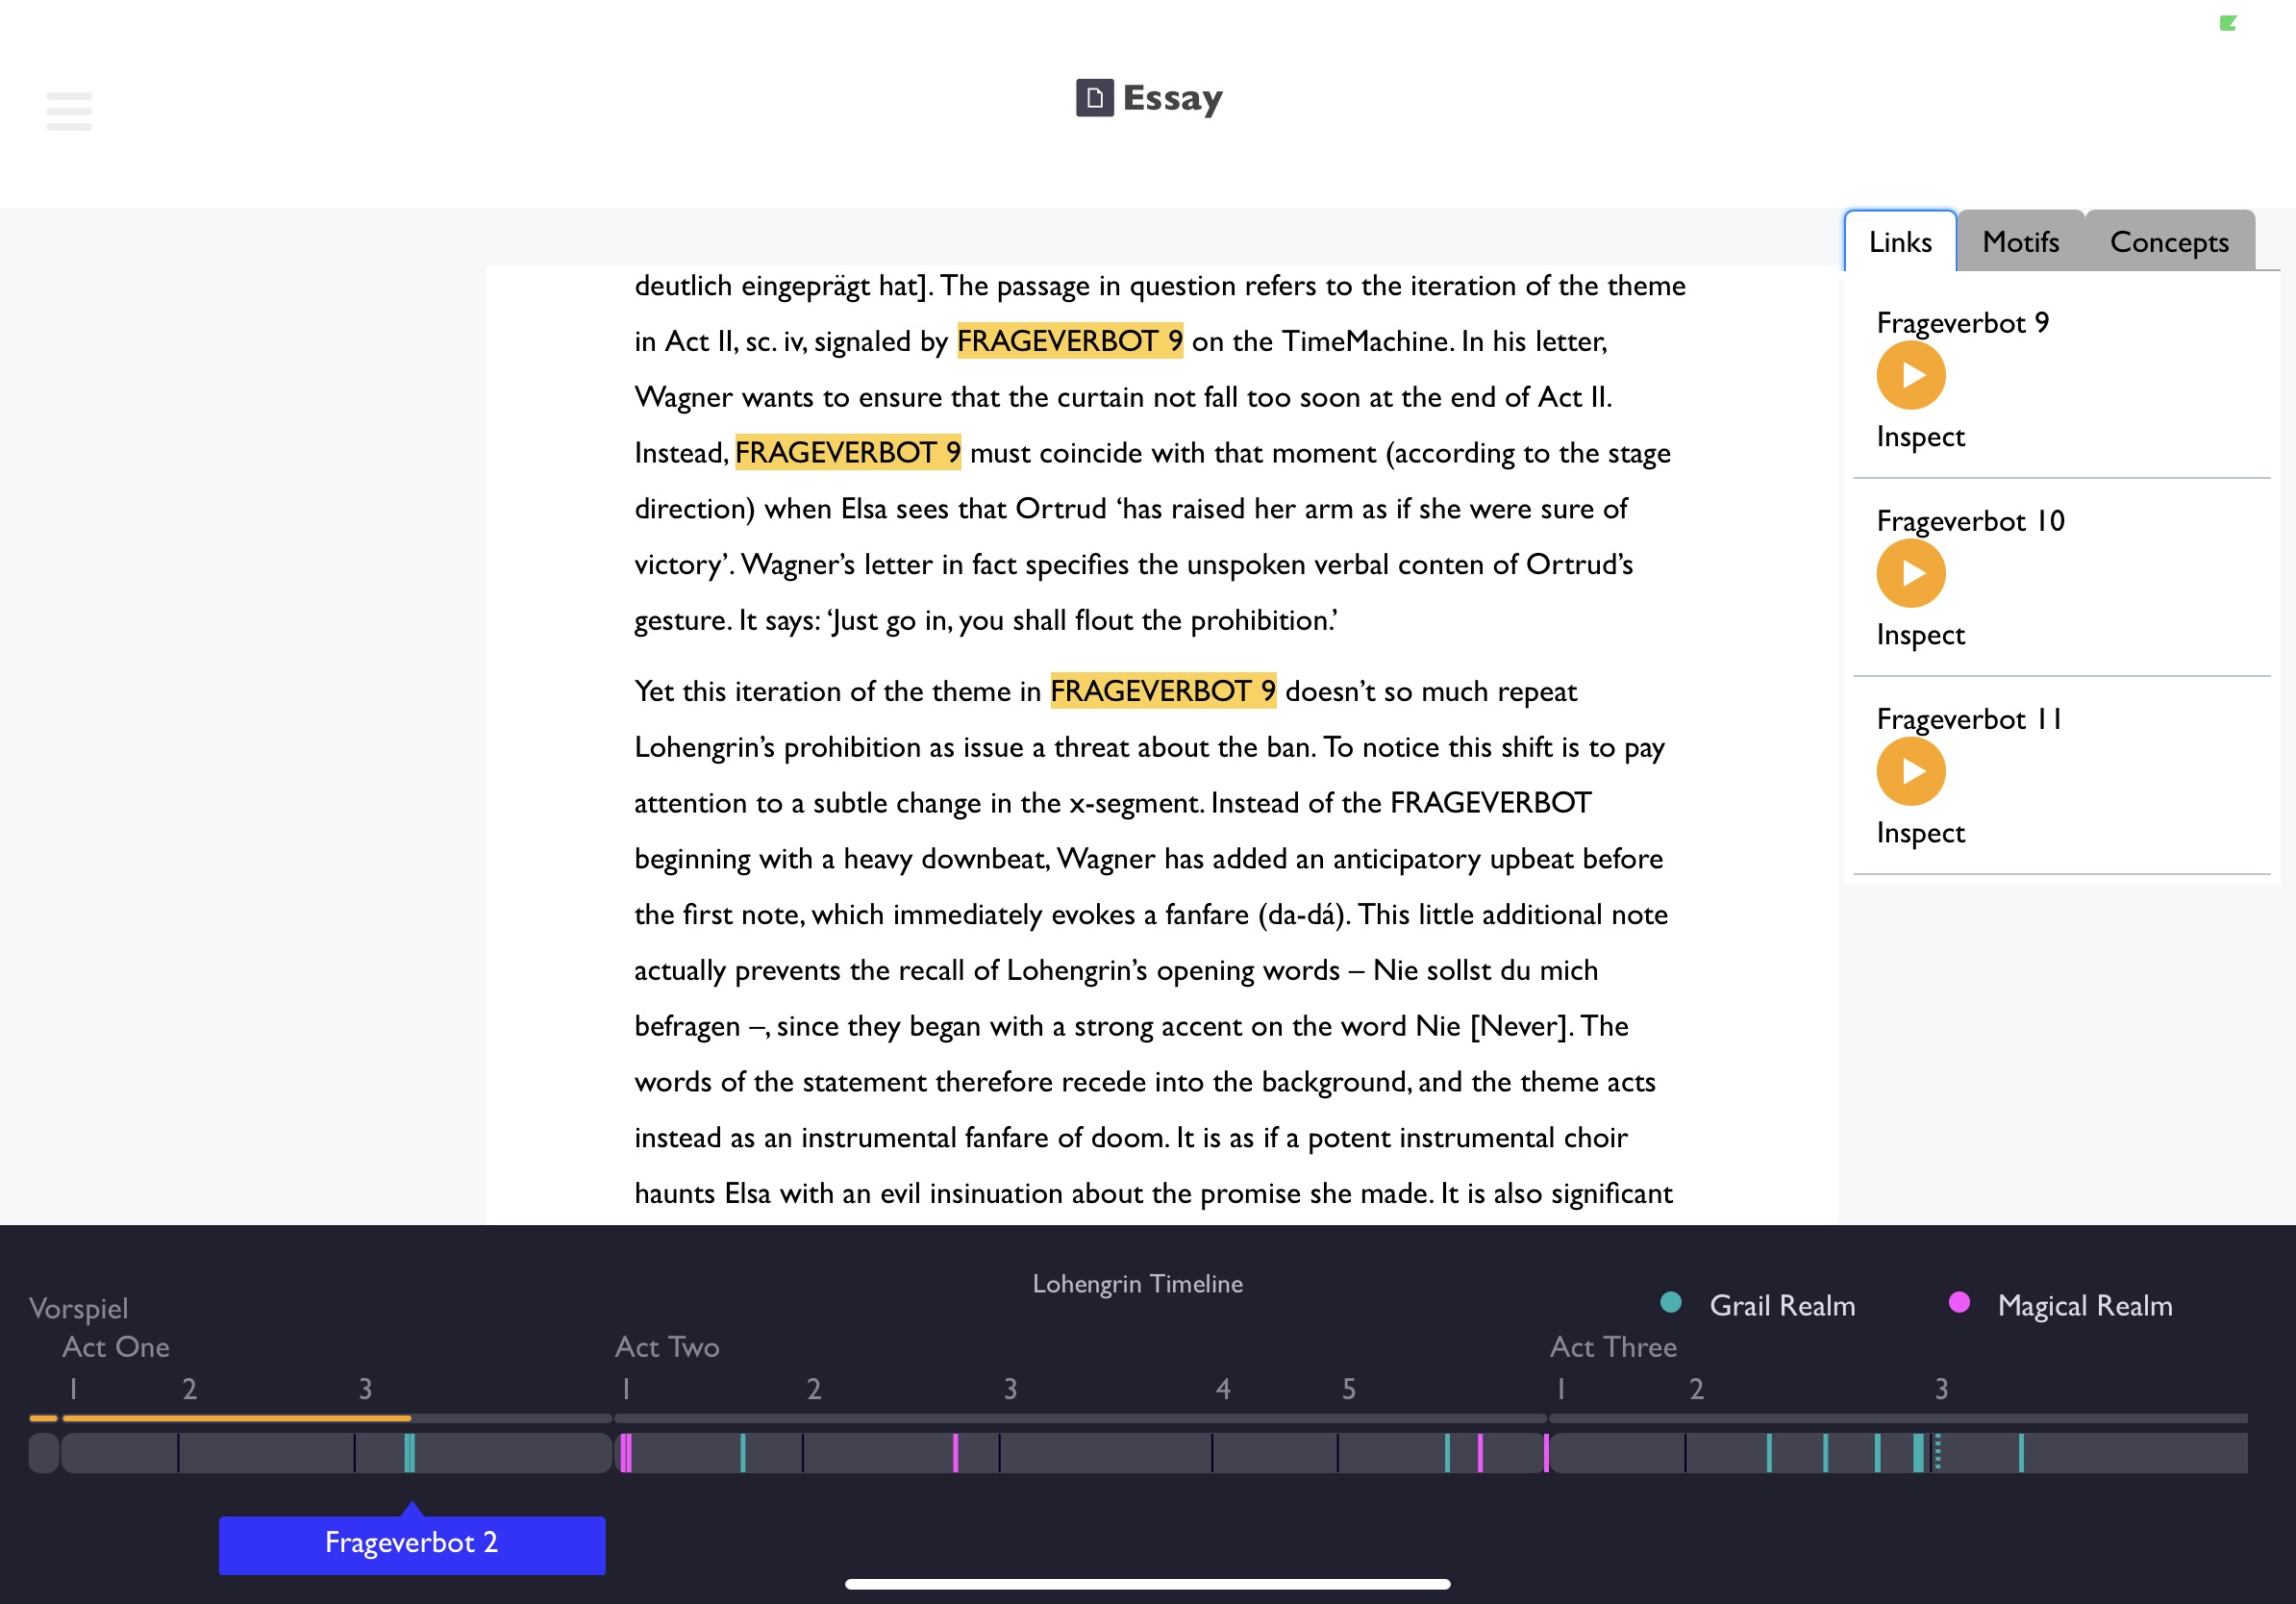 Essay
Links
Motifs
Concepts
deutlich eingeprägt hat]. The passage in question refers to the iteration of the theme
in Act II, sc. iv, signaled by FRAGEVERBOT 9 on the TimeMachine. In his letter,
Wagner wants to ensure that the curtain not fall too soon at the end of Act II.
Instead, FRAGEVERBOT 9 must coincide with that moment (according to the stage
direction) when Elsa sees that Ortrud ‘has raised her arm as if she were sure of
victory’. Wagner’s letter in fact specifies the unspoken verbal conten of Ortrud’s
gesture. It says: ‘Just go in, you shall flout the prohibition.’
Yet this iteration of the theme in FRAGEVERBOT 9 doesn’t so much repeat
Lohengrin’s prohibition as issue a threat about the ban. To notice this shift is to pay
attention to a subtle change in the x-segment. Instead of the FRAGEVERBOT
beginning with a heavy downbeat, Wagner has added an anticipatory upbeat before
the first note, which immediately evokes a fanfare (da-dá). This little additional note
actually prevents the recall of Lohengrin’s opening words – Nie sollst du mich
befragen –, since they began with a strong accent on the word Nie [Never]. The
words of the statement therefore recede into the background, and the theme acts
instead as an instrumental fanfare of doom. It is as if a potent instrumental choir
haunts Elsa with an evil insinuation about the promise she made. It is also significant
Frageverbot 9
Inspect
Frageverbot 10
Inspect
Frageverbot 11
Inspect
Lohengrin Timeline
Grail Realm
Magical Realm
Vorspiel
Act One
Act Two
Act Three
1 2 3 1 2 3 4 5 1 2 3
Frageverbot 2